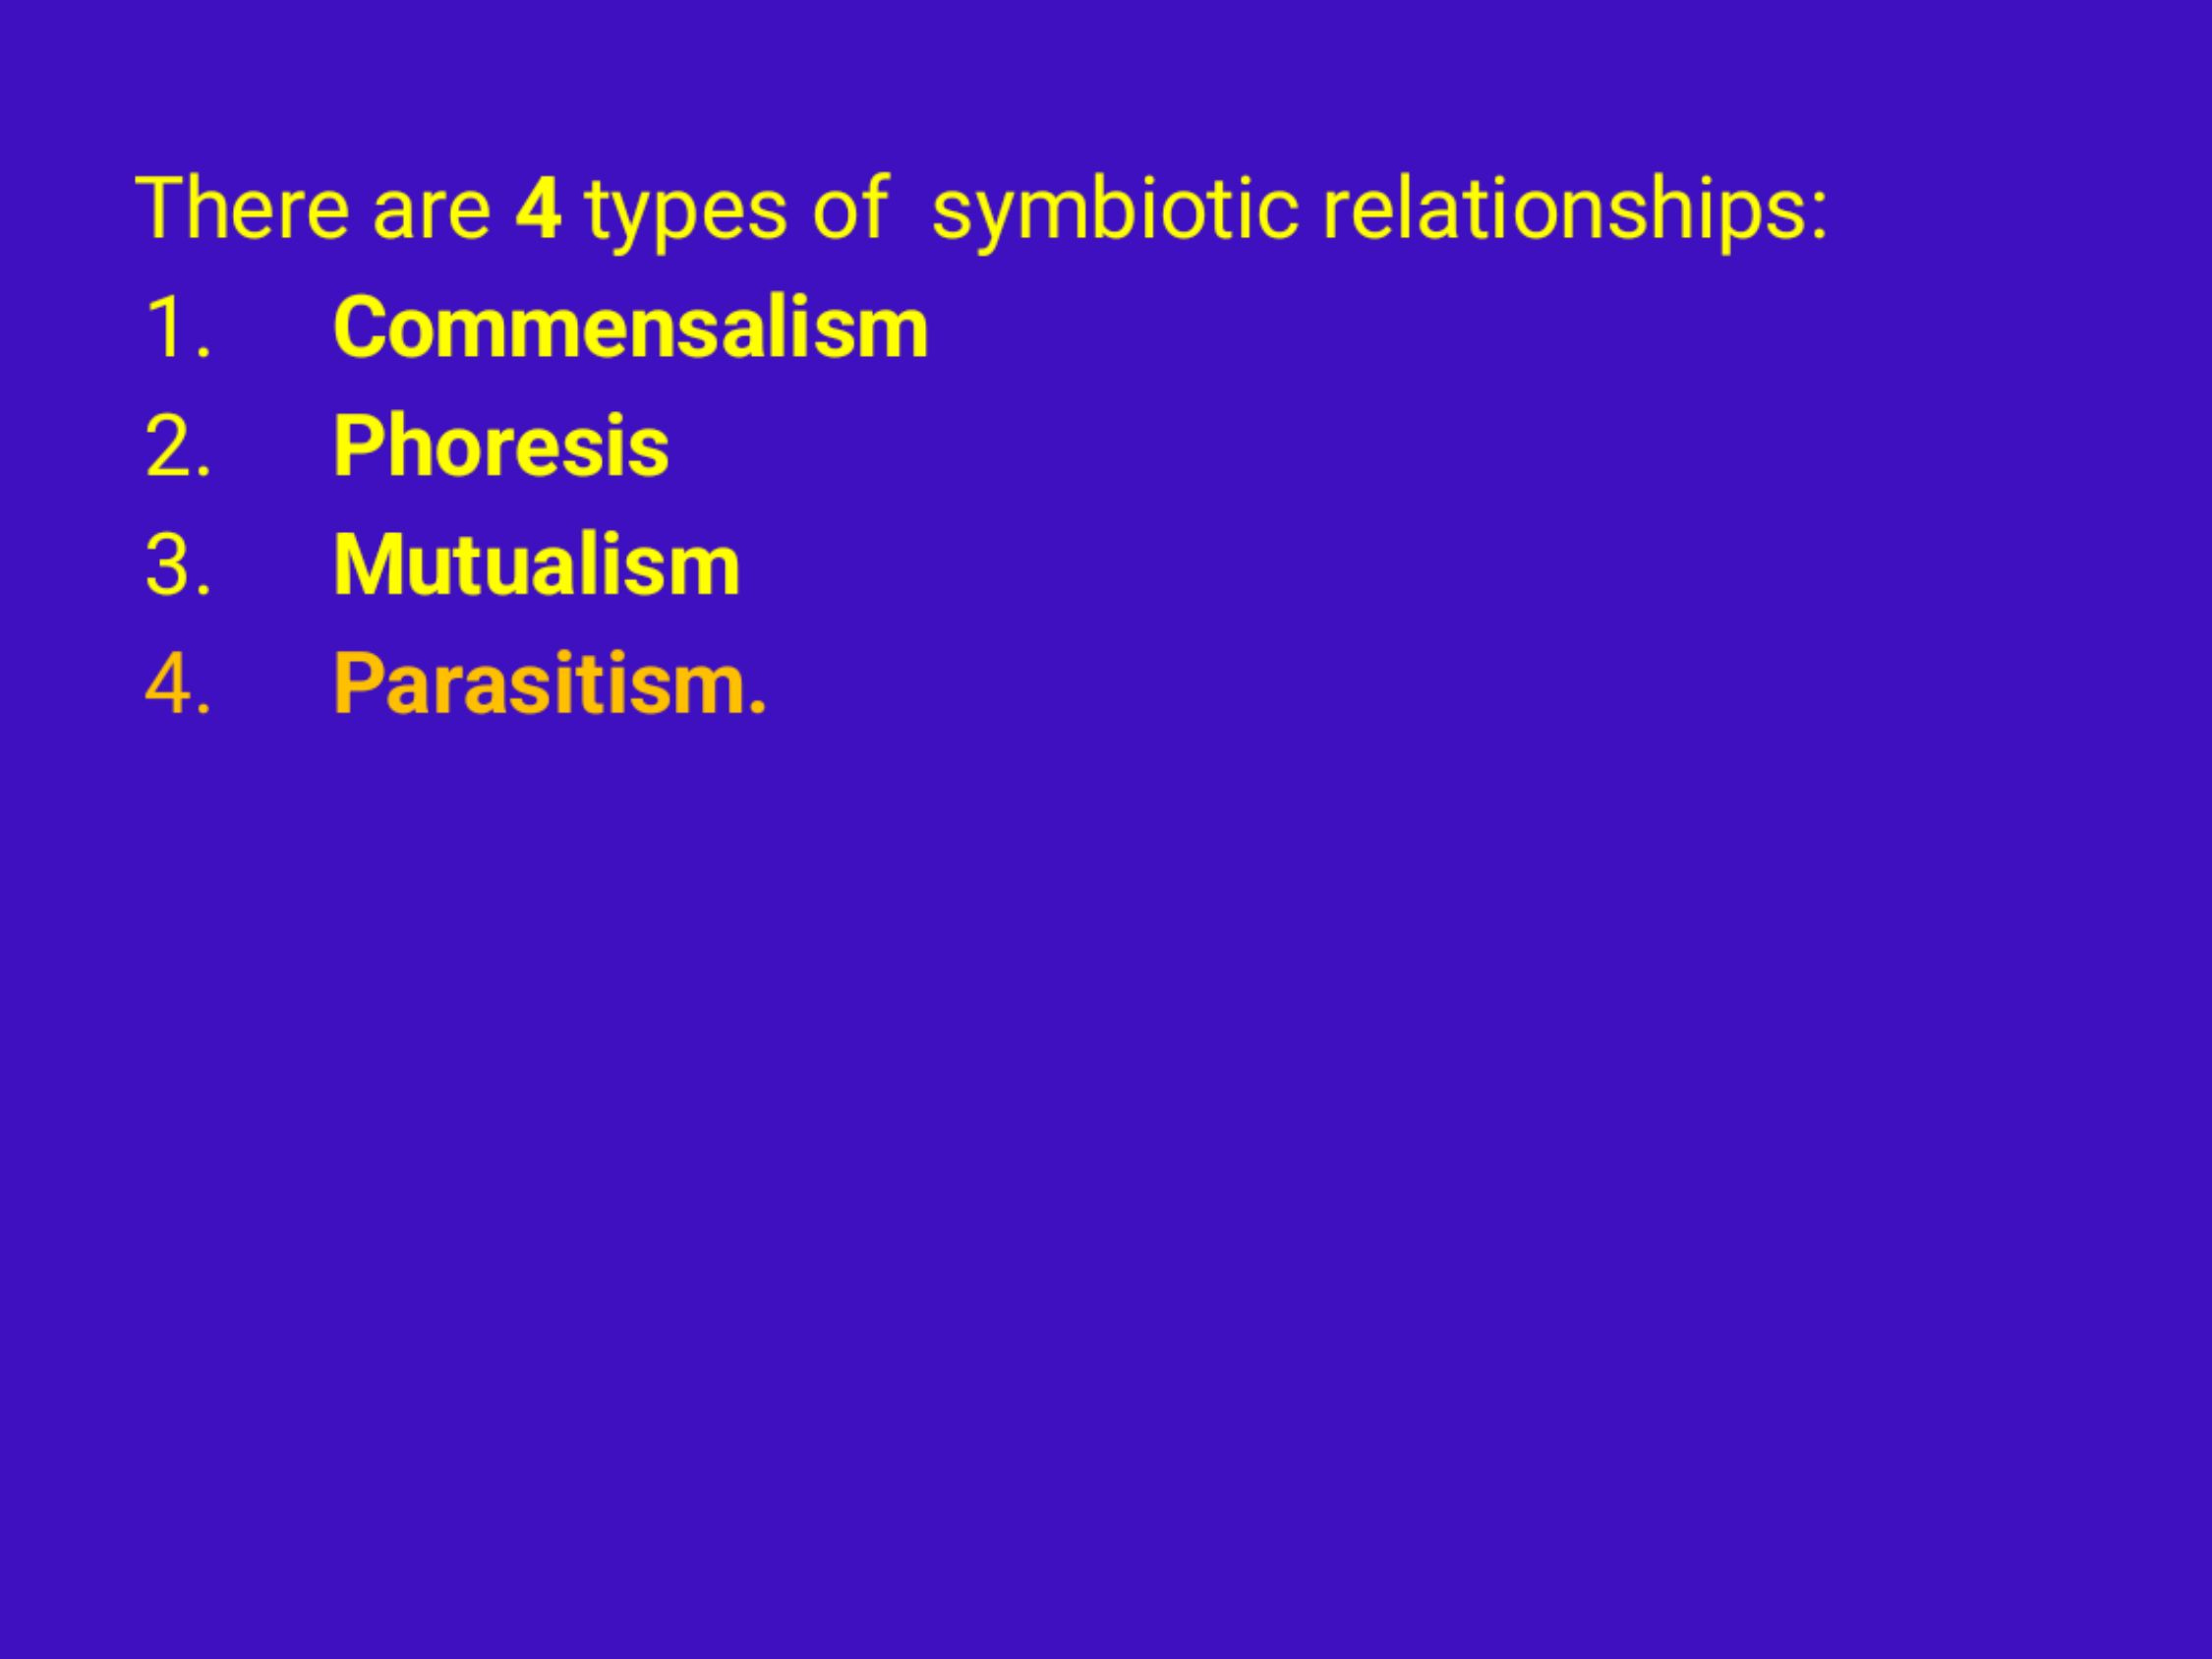 There are 4 types of  symbiotic relationships:
1. Commensalism
2. Phoresis
3. Mutualism
4. Parasitism.